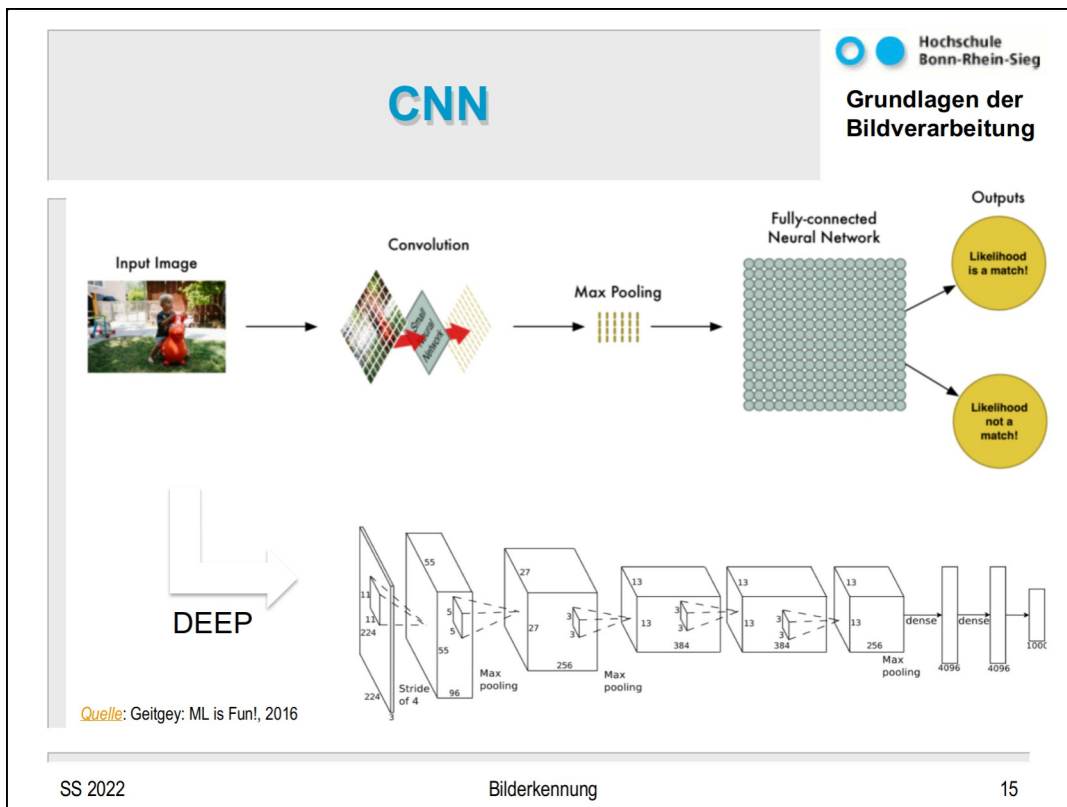 Hochschule
Bonn-Rhein-Sieg
CNN
Grundlagen der
Bildverarbeitung
Input Image
Convolution
Small
Neural
Network
Max Pooling
Fully-connected
Neural Network
Outputs
Likelihood
is a match!
Likelihood
not a
match!
DEEP
11
11
224
224
3
Stride
of 4
55
55
5
5
96
Max
pooling
27
27
3
3
256
Max
pooling
13
13
3
3
384
13
13
3
3
384
13
13
256
Max
pooling
dense
4096
dense
4096
1000
Quelle: Geitgey: ML is Fun!, 2016
SS 2022
Bilderkennung
15